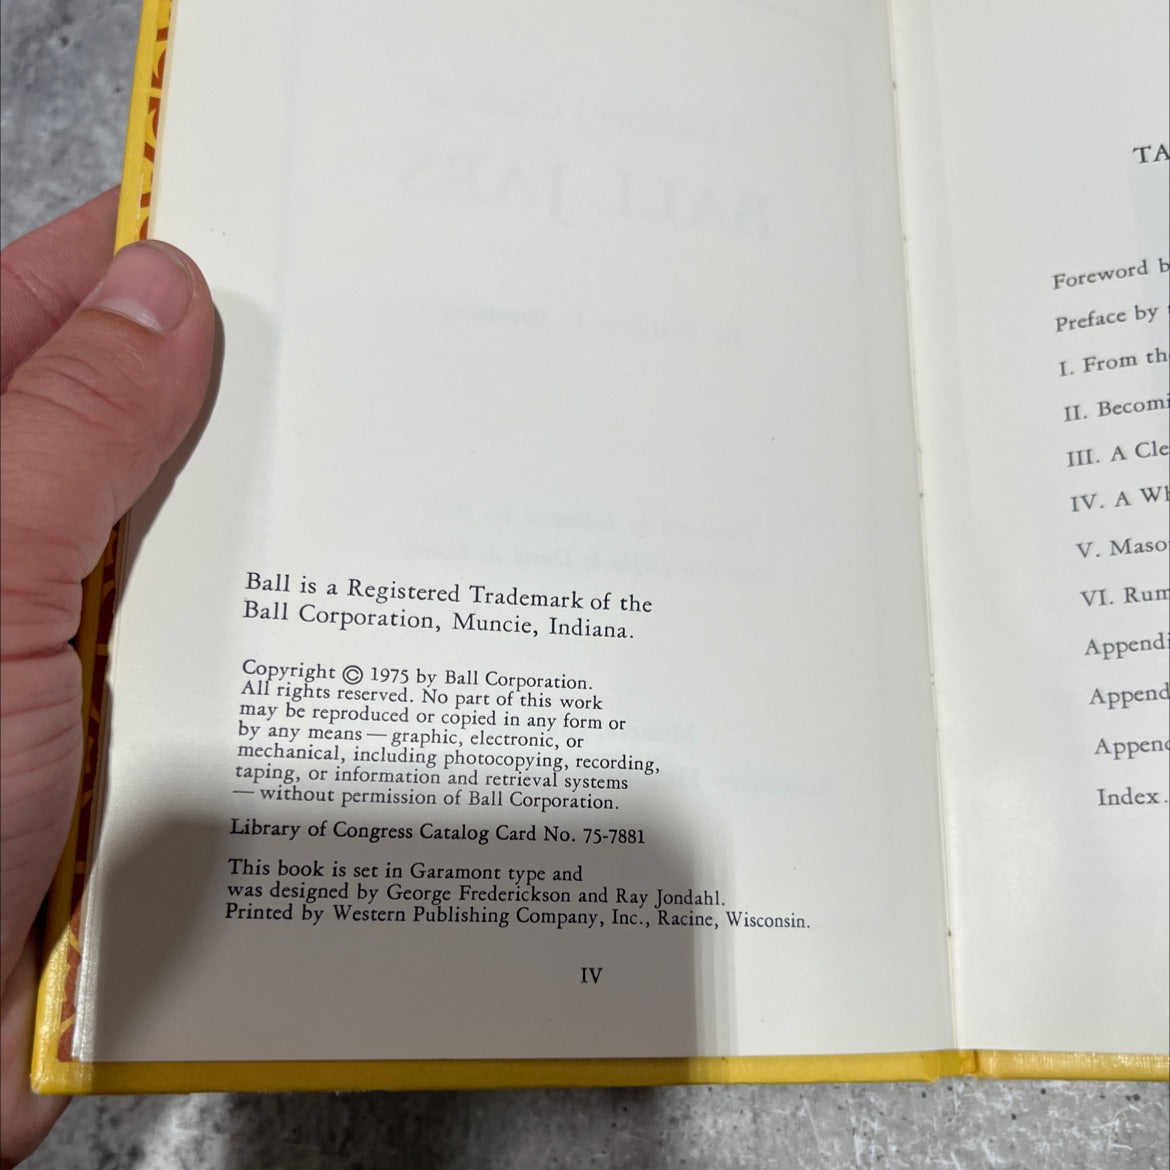 Ball is a Registered Trademark of the
Ball Corporation, Muncie, Indiana.
Copyright © 1975 by Ball Corporation.
All rights reserved. No part of this work
may be reproduced or copied in any form or
by any means — graphic, electronic, or
mechanical, including photocopying, recording,
taping, or information and retrieval systems
— without permission of Ball Corporation.
Library of Congress Catalog Card No. 75-7881
This book is set in Garamont type and
was designed by George Frederickson and Ray Jondahl.
Printed by Western Publishing Company, Inc., Racine, Wisconsin.
IV
TA
Foreword b
Preface by
I. From th
II. Becomi
III. A Cle
IV. A Wh
V. Maso
VI. Rum
Appendi
Append
Append
Index.